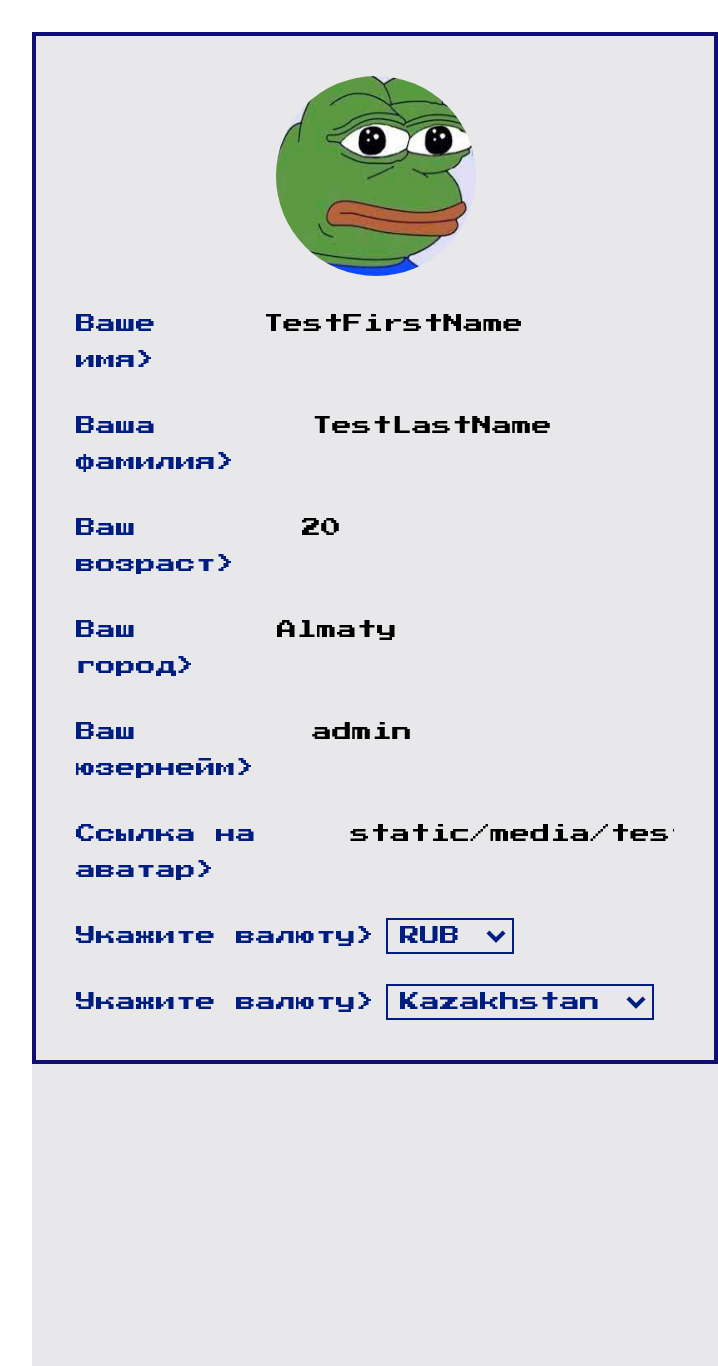 Ваше TestFirstName
имя>
Ваша TestLastName
фамилия>
Ваш 20
возраст>
Ваш Almaty
город>
Ваш admin
юзернейм>
Ссылка на static/media/tes
аватар>
Укажите валюту> RUB
Укажите валюту> Kazakhstan